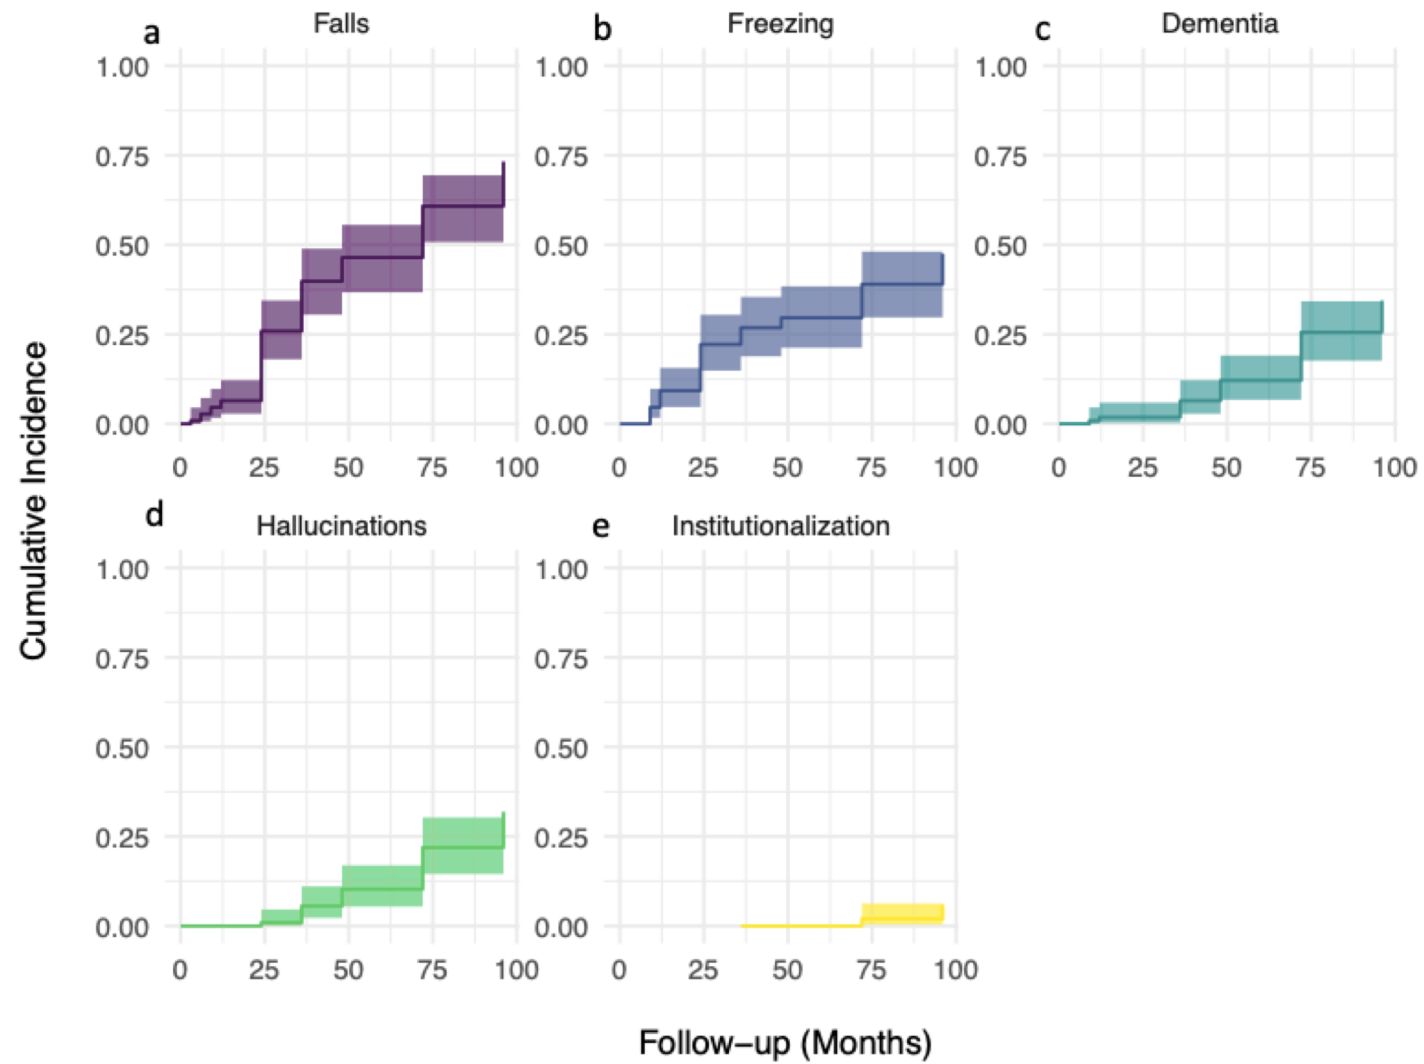 a Falls
1.00
0.75
0.50
0.25
0.00
0 25 50 75 100
b Freezing
1.00
0.75
0.50
0.25
0.00
0 25 50 75 100
c Dementia
1.00
0.75
0.50
0.25
0.00
0 25 50 75 100
Cumulative Incidence
d Hallucinations
1.00
0.75
0.50
0.25
0.00
0 25 50 75 100
e Institutionalization
1.00
0.75
0.50
0.25
0.00
0 25 50 75 100
Follow−up (Months)